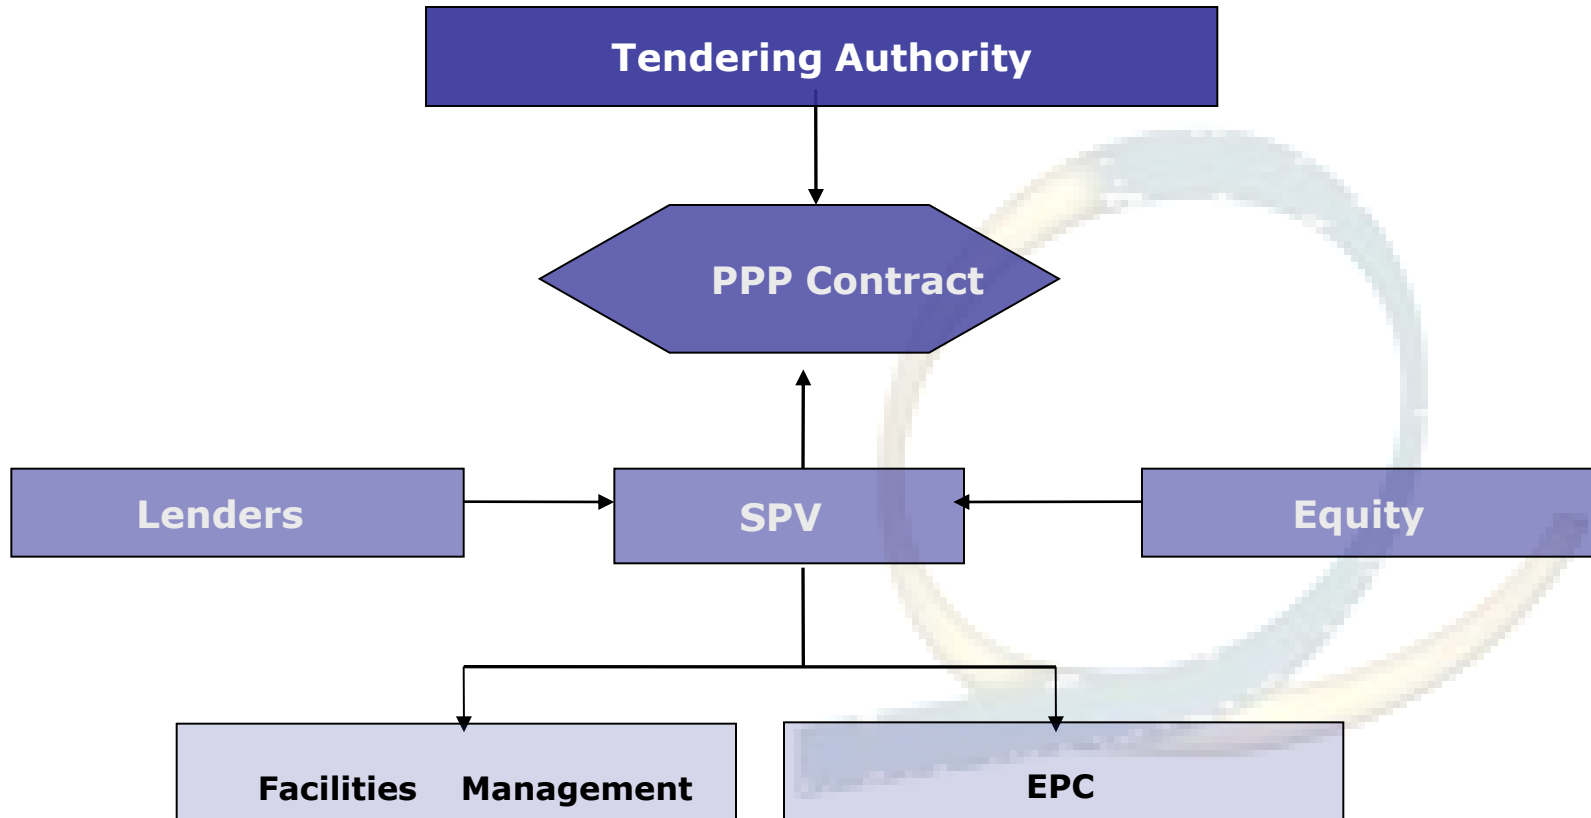 Tendering Authority
PPP Contract
Lenders
SPV
Equity
Facilities Management
EPC